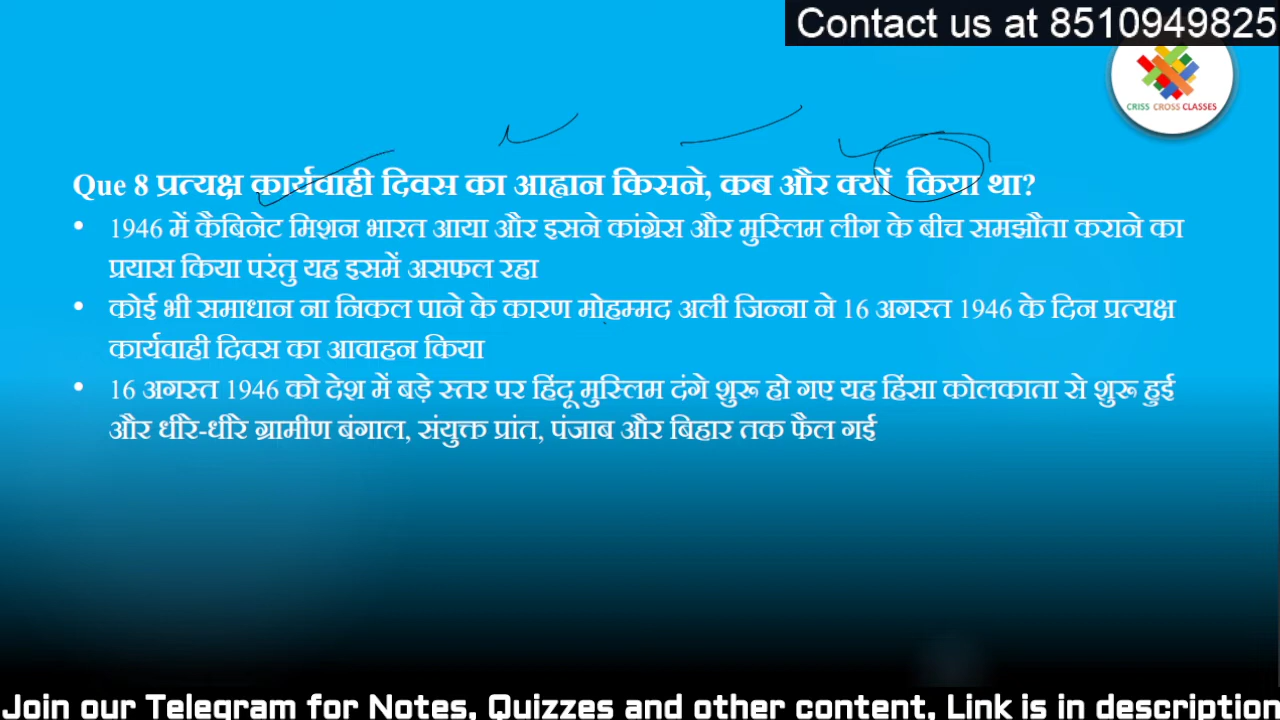 Contact us at 8510949825
CRISS CROSS CLASSES
Que 8 प्रत्यक्ष कार्यवाही दिवस का आह्वान किसने, कब और क्यों किया था?
• 1946 में कैबिनेट मिशन भारत आया और इसने कांग्रेस और मुस्लिम लीग के बीच समझौता कराने का
प्रयास किया परंतु यह इसमें असफल रहा
• कोई भी समाधान ना निकल पाने के कारण मोहम्मद अली जिन्ना ने 16 अगस्त 1946 के दिन प्रत्यक्ष
कार्यवाही दिवस का आवाहन किया
• 16 अगस्त 1946 को देश में बड़े स्तर पर हिंदू मुस्लिम दंगे शुरू हो गए यह हिंसा कोलकाता से शुरू हुई
और धीरे-धीरे ग्रामीण बंगाल, संयुक्त प्रांत, पंजाब और बिहार तक फैल गई
Join our Telegram for Notes, Quizzes and other content, Link is in description